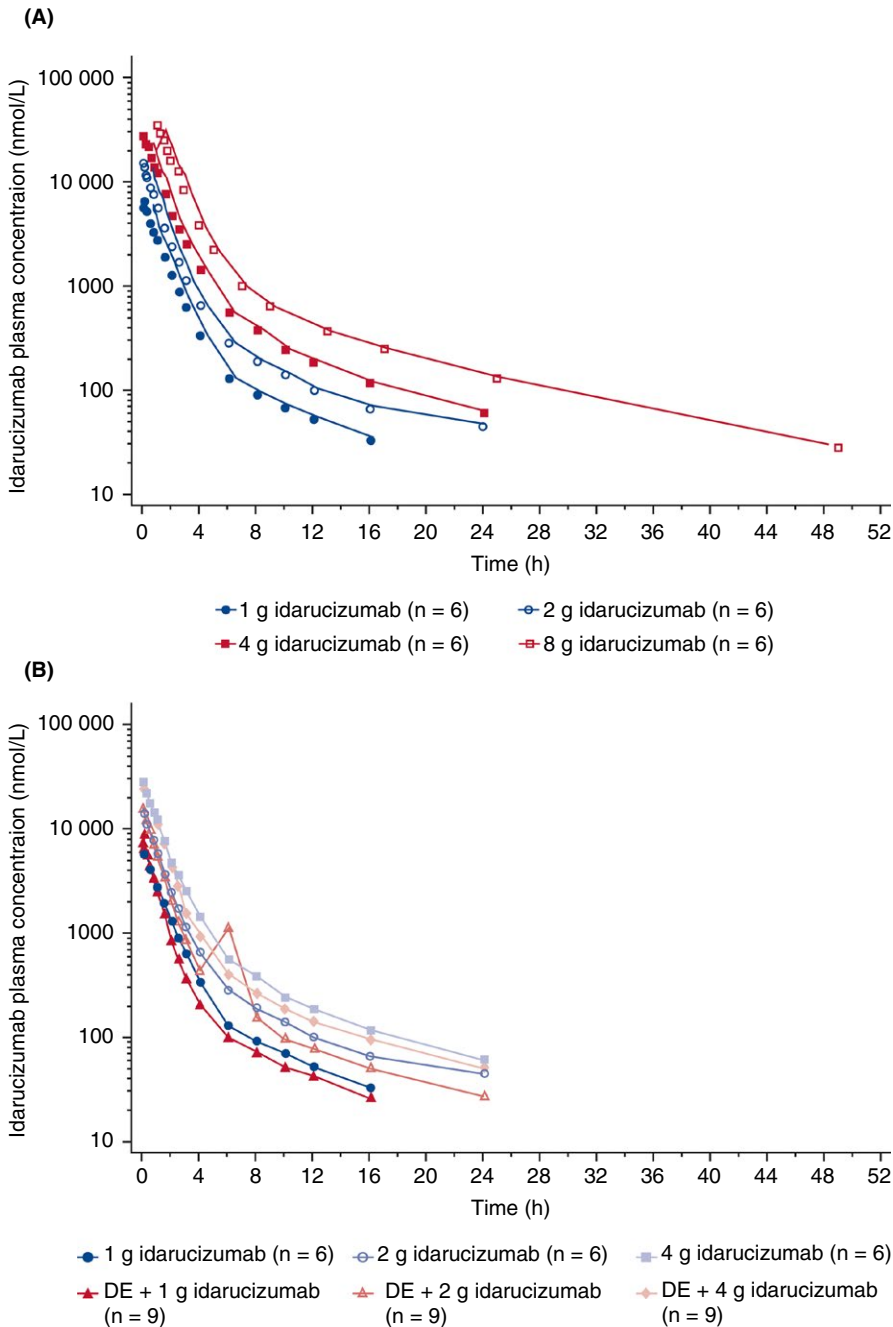 (A)
Idarucizumab plasma concentraion (nmol/L)
100 000
10 000
1000
100
10
0 4 8 12 16 20 24 28 32 36 40 44 48 52
Time (h)
1 g idarucizumab (n = 6) 2 g idarucizumab (n = 6)
4 g idarucizumab (n = 6) 8 g idarucizumab (n = 6)
(B)
Idarucizumab plasma concentraion (nmol/L)
100 000
10 000
1000
100
10
0 4 8 12 16 20 24 28 32 36 40 44 48 52
Time (h)
1 g idarucizumab (n = 6) 2 g idarucizumab (n = 6) 4 g idarucizumab (n = 6)
DE + 1 g idarucizumab DE + 2 g idarucizumab DE + 4 g idarucizumab
(n = 9) (n = 9) (n = 9)